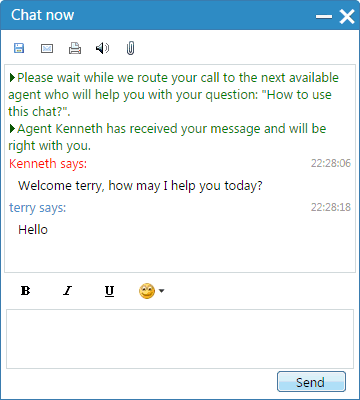 Chat now
Please wait while we route your call to the next available
agent who will help you with your question: "How to use
this chat?".
Agent Kenneth has received your message and will be
right with you.
Kenneth says: 22:28:06
Welcome terry, how may I help you today?
terry says: 22:28:18
Hello
B I U
Send